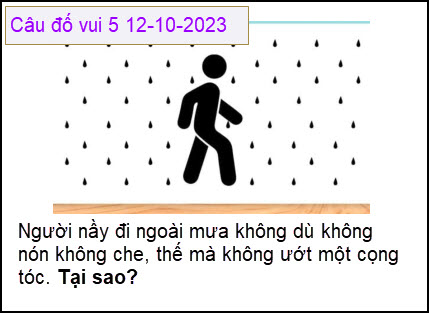 Câu đố vui 5 12-10-2023
Người nầy đi ngoài mưa không dù không
nón không che, thế mà không ướt một cọng
tóc. Tại sao?